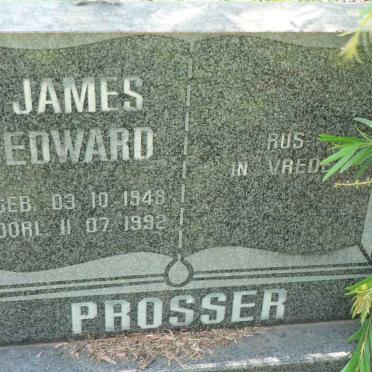 JAMES
EDWARD
GEB. 03 10 1948
OORL. 11 07 1992
RUS
IN VREDE
PROSSER